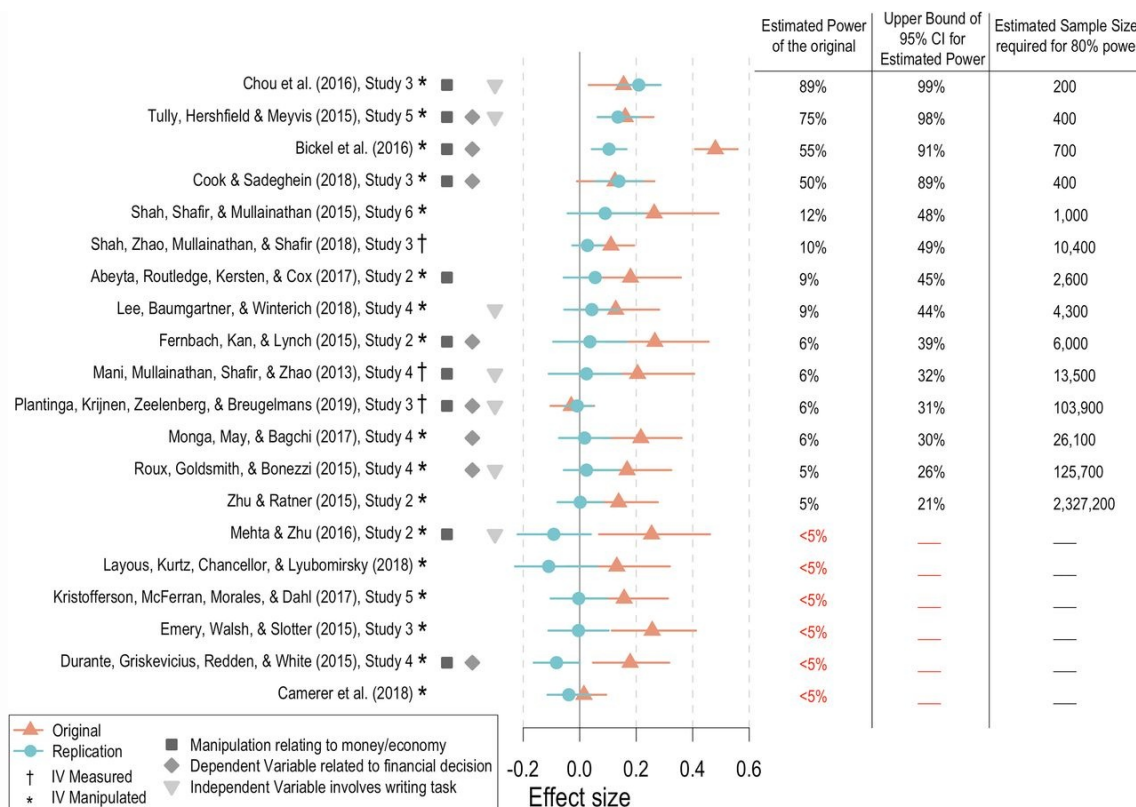 Estimated Power of the original
Upper Bound of 95% CI for Estimated Power
Estimated Sample Size required for 80% power
Chou et al. (2016), Study 3 * 89% 99% 200
Tully, Hershfield & Meyvis (2015), Study 5 * 75% 98% 400
Bickel et al. (2016) * 55% 91% 700
Cook & Sadeghein (2018), Study 3 * 50% 89% 400
Shah, Shafir, & Mullainathan (2015), Study 6 * 12% 48% 1,000
Shah, Zhao, Mullainathan, & Shafir (2018), Study 3 † 10% 49% 10,400
Abeyta, Routledge, Kersten, & Cox (2017), Study 2 * 9% 45% 2,600
Lee, Baumgartner, & Winterich (2018), Study 4 * 9% 44% 4,300
Fernbach, Kan, & Lynch (2015), Study 2 * 6% 39% 6,000
Mani, Mullainathan, Shafir, & Zhao (2013), Study 4 † 6% 32% 13,500
Plantinga, Krijnen, Zeelenberg, & Breugelmans (2019), Study 3 † 6% 31% 103,900
Monga, May, & Bagchi (2017), Study 4 * 6% 30% 26,100
Roux, Goldsmith, & Bonezzi (2015), Study 4 * 5% 26% 125,700
Zhu & Ratner (2015), Study 2 * 5% 21% 2,327,200
Mehta & Zhu (2016), Study 2 * <5% — —
Layous, Kurtz, Chancellor, & Lyubomirsky (2018), * <5% — —
Kristofferson, McFerran, Morales, & Dahl (2017), Study 5 * <5% — —
Emery, Walsh, & Slotter (2015), Study 3 * <5% — —
Durante, Griskevicius, Redden, & White (2015), Study 4 * <5% — —
Camerer et al. (2018) * <5% — —
Original
Replication
† IV Measured
* IV Manipulated
Manipulation relating to money/economy
Dependent Variable related to financial decision
Independent Variable involves writing task
-0.2 0.0 0.2 0.4 0.6
Effect size